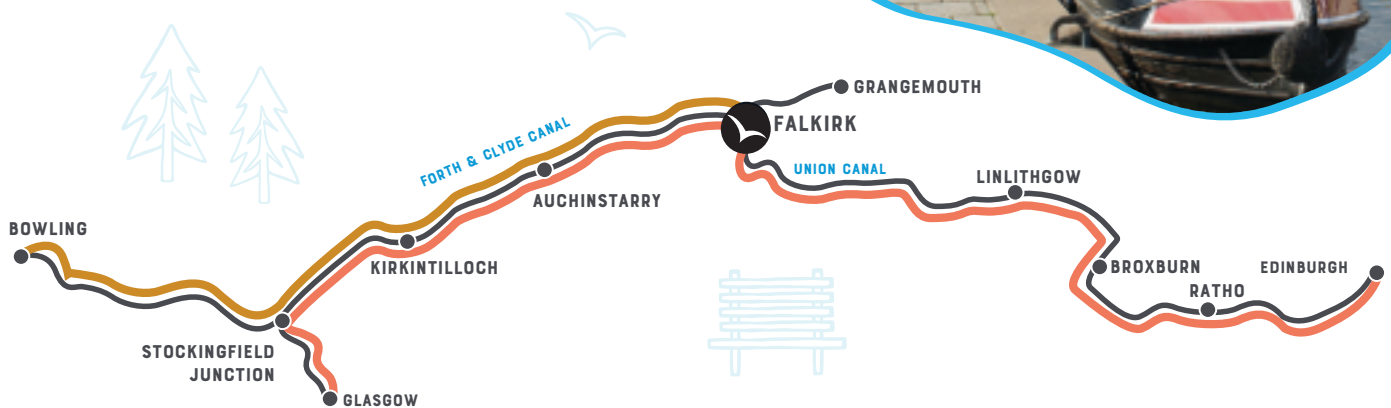 GRANGEMOUTH
FALKIRK
FORTH & CLYDE CANAL
UNION CANAL
LINLITHGOW
AUCHINSTARRY
BOWLING
KIRKINTILLOCH
BROXBURN
EDINBURGH
RATHO
STOCKINGFIELD
JUNCTION
GLASGOW